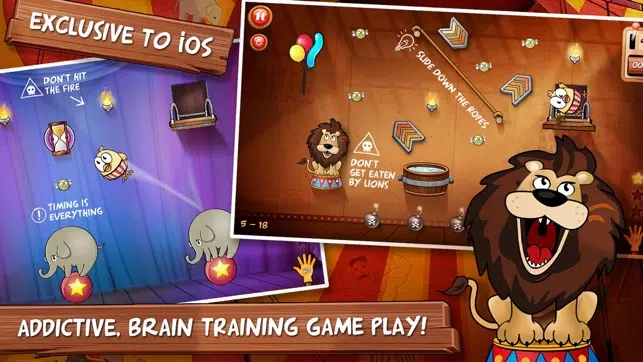 EXCLUSIVE TO iOS
DON'T HIT
THE FIRE
TIMING IS
EVERYTHING
SLIDE DOWN THE ROPES
DON'T
GET EATEN
BY LIONS
5 - 18
ADDICTIVE, BRAIN TRAINING GAME PLAY!